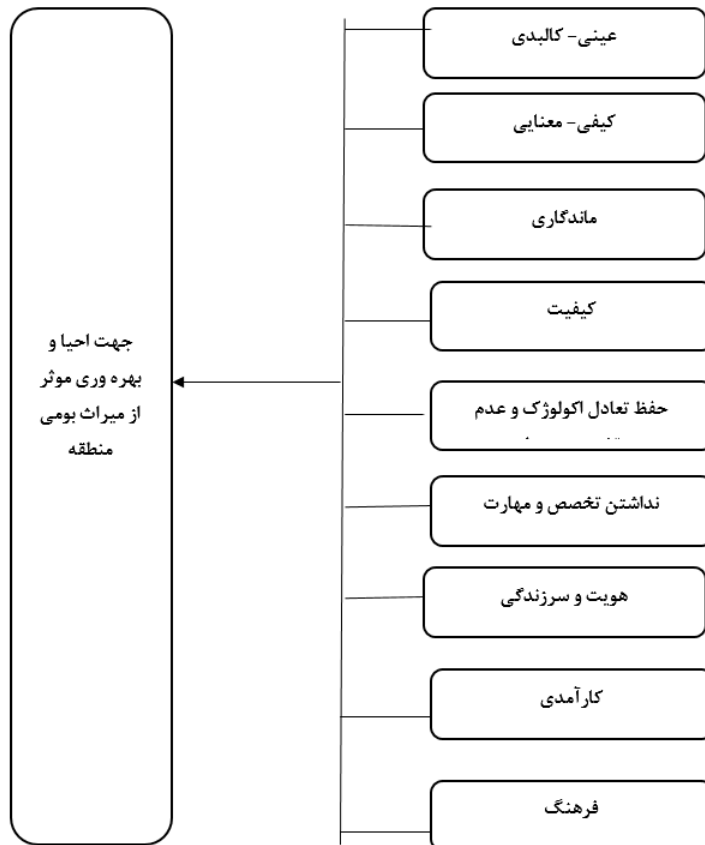 عینی- کالبدی
کیفی- معنایی
ماندگاری
کیفیت
حفظ تعادل اکولوژک و عدم
نداشتن تخصص و مهارت
هویت و سرزندگی
کارآمدی
فرهنگ
جهت احیا و
بهره وری موثر
از میراث بومی
منطقه